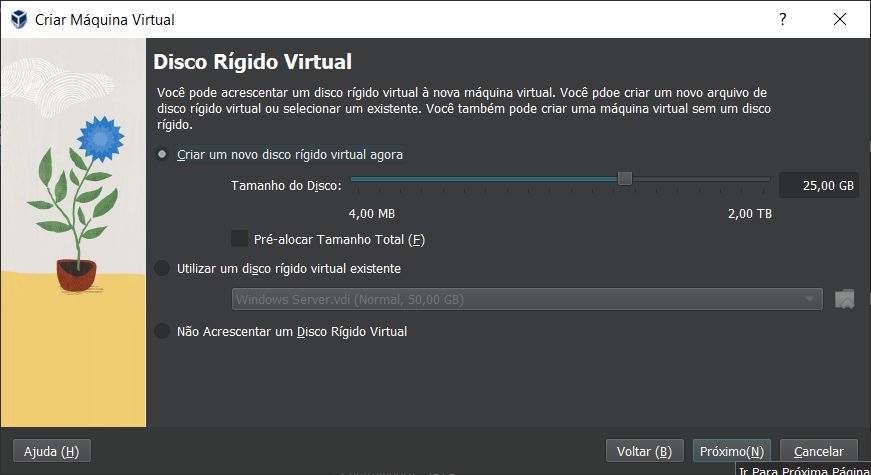 Criar Máquina Virtual
?
Disco Rígido Virtual
Você pode acrescentar um disco rígido virtual à nova máquina virtual. Você pdoe criar um novo arquivo de
disco rígido virtual ou selecionar um existente. Você também pode criar uma máquina virtual sem um disco
rígido.
Criar um novo disco rígido virtual agora
Tamanho do Disco:
25,00 GB
4,00 MB
2,00 TB
Pré-alocar Tamanho Total (F)
Utilizar um disco rígido virtual existente
Windows Server.vdi (Normal, 50,00 GB)
Não Acrescentar um Disco Rígido Virtual
Ajuda (H)
Voltar (B)
Próximo(N)
Cancelar
Ir Para Próxima Página